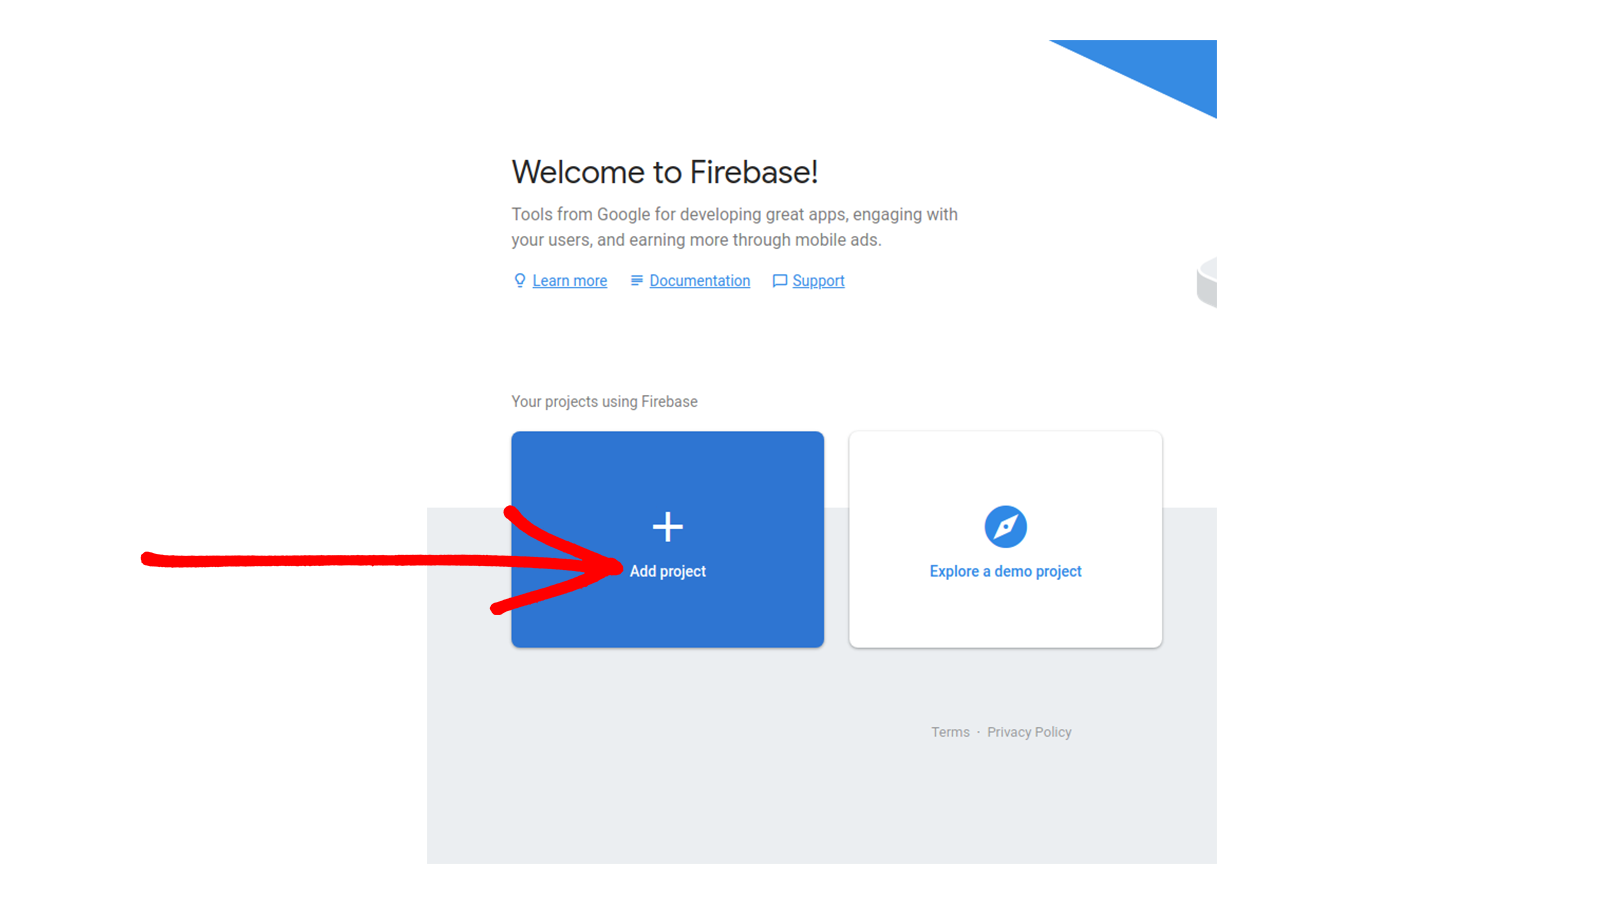 Welcome to Firebase!
Tools from Google for developing great apps, engaging with
your users, and earning more through mobile ads.
Learn more Documentation Support
Your projects using Firebase
Add project
Explore a demo project
Terms · Privacy Policy